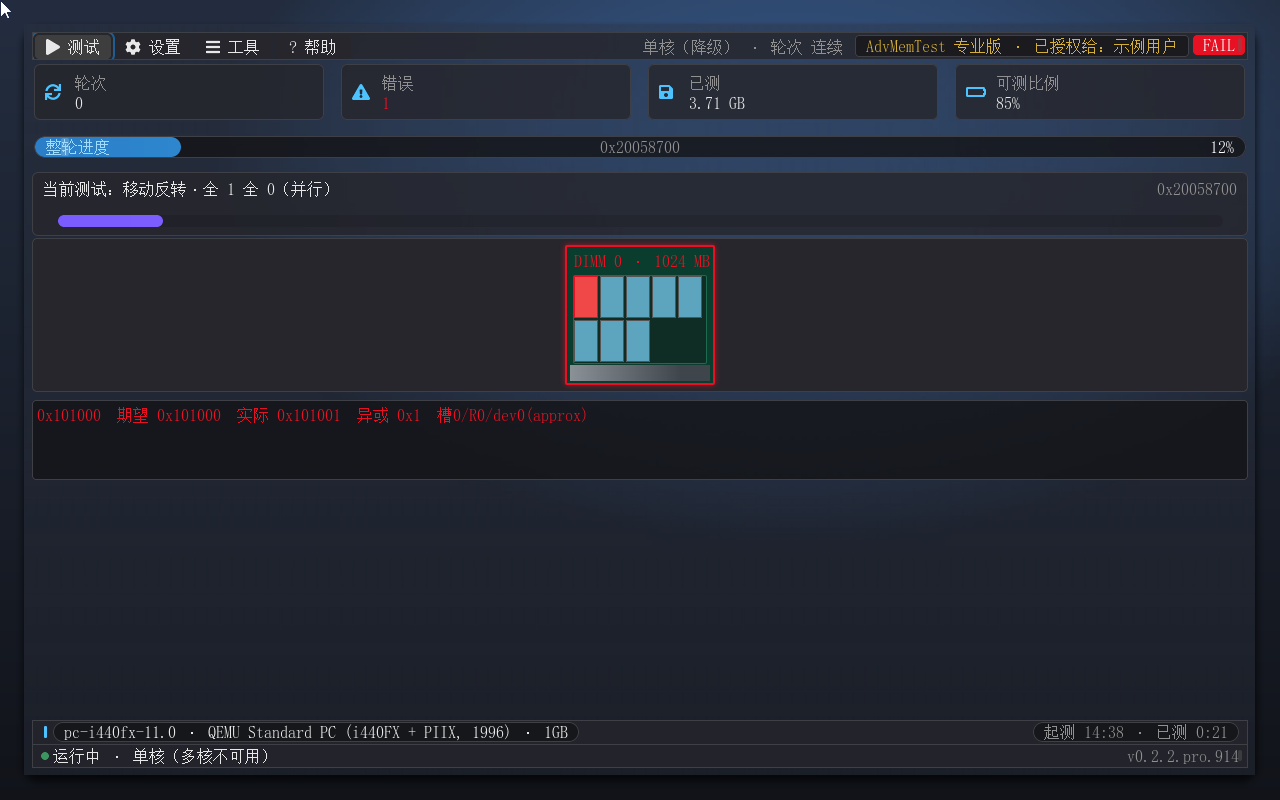 测试 设置 工具 ? 帮助 单核（降级） · 轮次 连续 AdvMemTest 专业版 · 已授权给：示例用户 FAIL
轮次 错误 已测 可测比例
0 1 3.71 GB 85%
整轮进度 0x20058700 12%
当前测试：移动反转·全 1 全 0（并行） 0x20058700
DIMM 0 · 1024 MB
0x101000 期望 0x101000 实际 0x101001 异或 0x1 槽0/R0/dev0(approx)
pc-i440fx-11.0 · QEMU Standard PC (i440FX + PIIX, 1996) · 1GB 起测 14:38 · 已测 0:21
运行中 · 单核（多核不可用） v0.2.2.pro.914